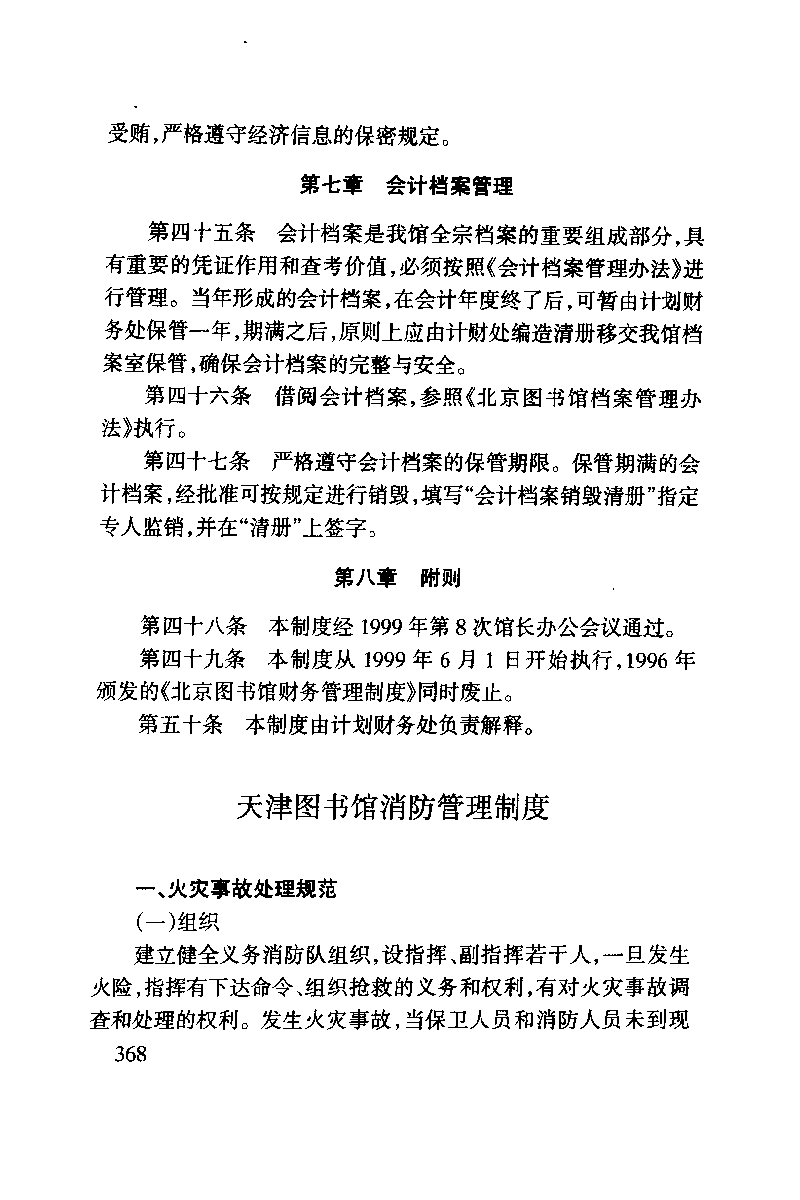 受贿,严格遵守经济信息的保密规定。
第七章　会计档案管理
第四十五条　会计档案是我馆全宗档案的重要组成部分,具
有重要的凭证作用和查考价值,必须按照《会计档案管理办法》进
行管理。当年形成的会计档案,在会计年度终了后,可暂由计划财
务处保管一年,期满之后,原则上应由计财处编造清册移交我馆档
案室保管,确保会计档案的完整与安全。
第四十六条　借阅会计档案,参照《北京图书馆档案管理办
法》执行。
第四十七条　严格遵守会计档案的保管期限。保管期满的会
计档案,经批准可按规定进行销毁,填写“会计档案销毁清册”指定
专人监销,并在“清册”上签字。
第八章　附则
第四十八条　本制度经 1999 年第 8 次馆长办公会议通过。
第四十九条　本制度从 1999 年 6 月 1 日开始执行,1996 年
颁发的《北京图书馆财务管理制度》同时废止。
第五十条　本制度由计划财务处负责解释。
天津图书馆消防管理制度
一、火灾事故处理规范
(一)组织
建立健全义务消防队组织,设指挥、副指挥若干人,一旦发生
火险,指挥有下达命令、组织抢救的义务和权利,有对火灾事故调
查和处理的权利。发生火灾事故,当保卫人员和消防人员未到现
368